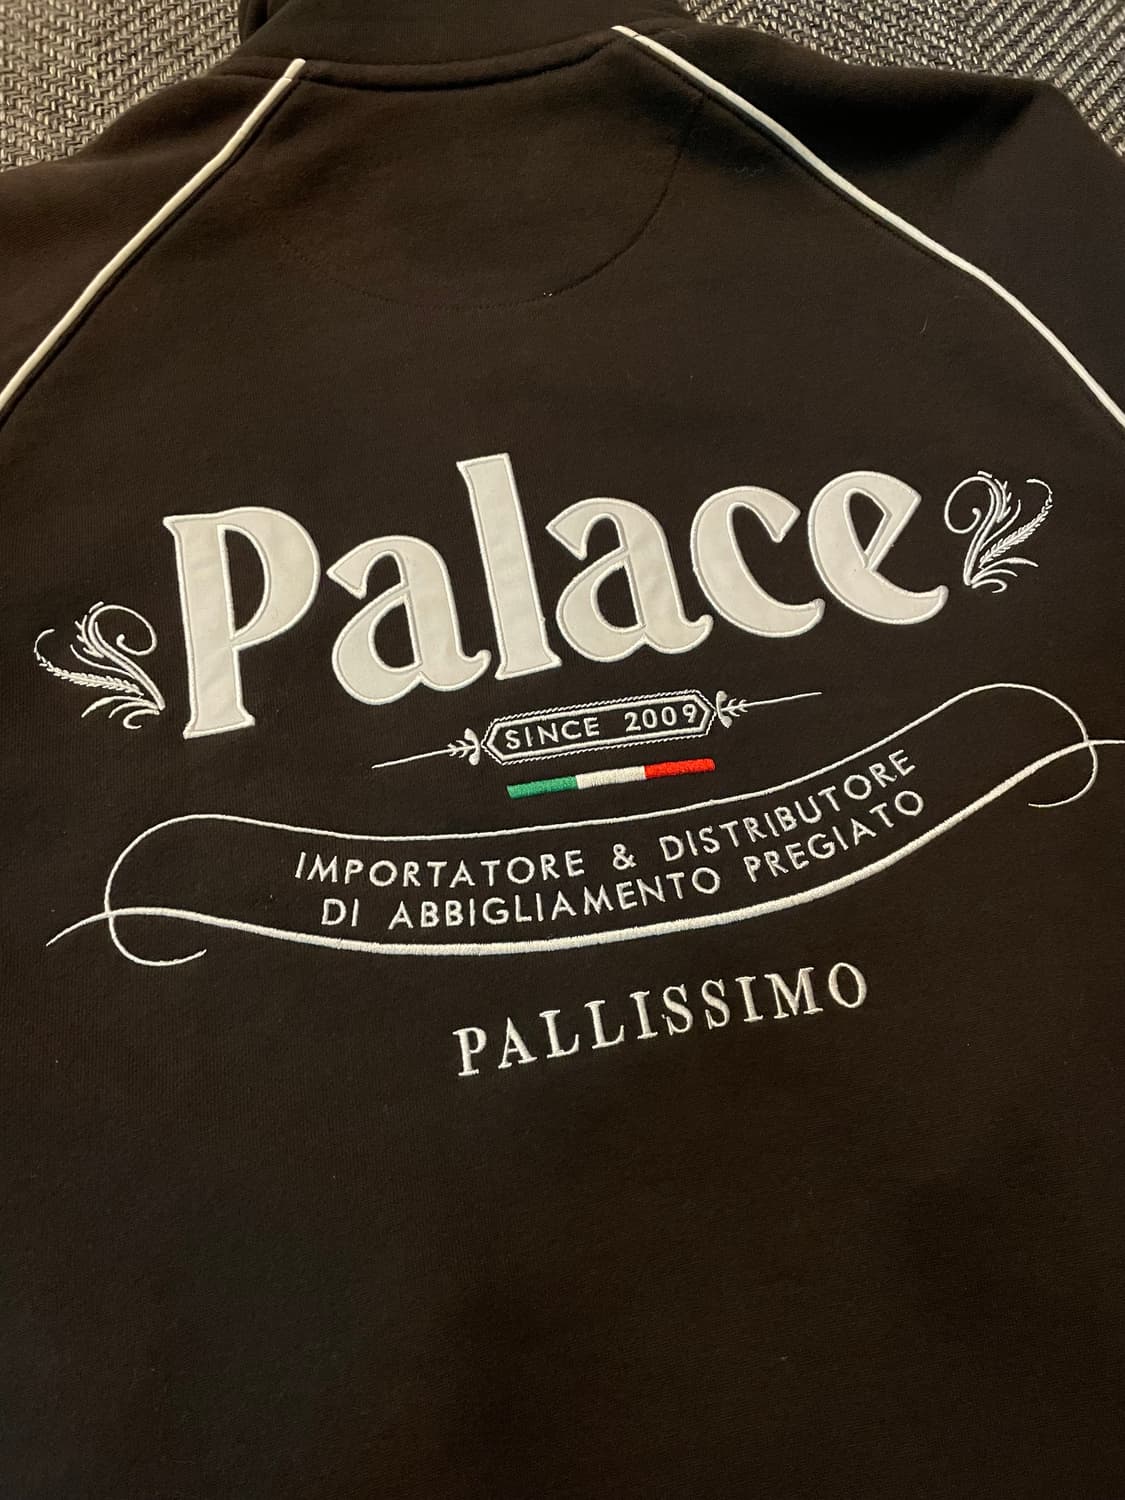 Palace
SINCE 2009
IMPORTATORE & DISTRIBUTORE
DI ABBIGLIAMENTO PREGIATO
PALLISSIMO